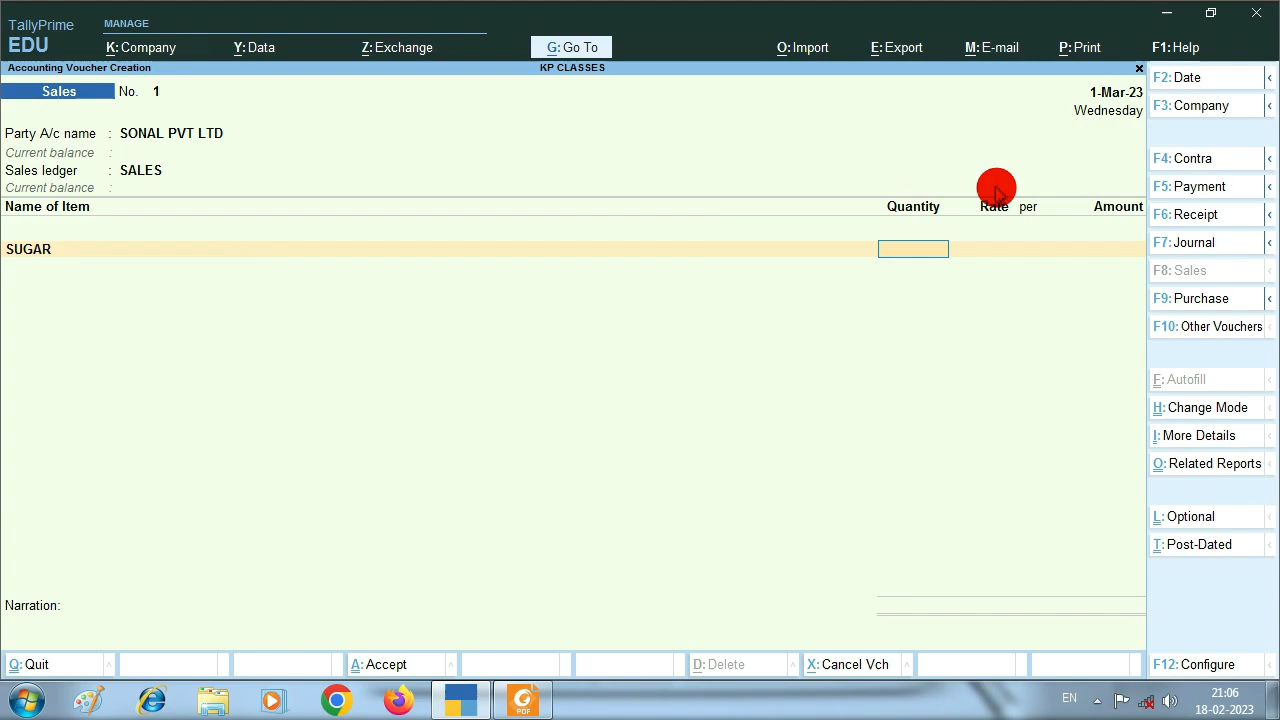 TallyPrime
EDU
MANAGE
K: Company
Y: Data
Z: Exchange
G: Go To
O: Import
E: Export
M: E-mail
P: Print
F1: Help
Accounting Voucher Creation
KP CLASSES
Sales No. 1
1-Mar-23
Wednesday
Party A/c name : SONAL PVT LTD
Current balance :
Sales ledger : SALES
Current balance :
Name of Item Quantity Rate per Amount
SUGAR
Narration:
F2: Date
F3: Company
F4: Contra
F5: Payment
F6: Receipt
F7: Journal
F8: Sales
F9: Purchase
F10: Other Vouchers
F: Autofill
H: Change Mode
I: More Details
O: Related Reports
L: Optional
T: Post-Dated
F12: Configure
Q: Quit
A: Accept
D: Delete
X: Cancel Vch
PDF
EN
21:06
18-02-2023